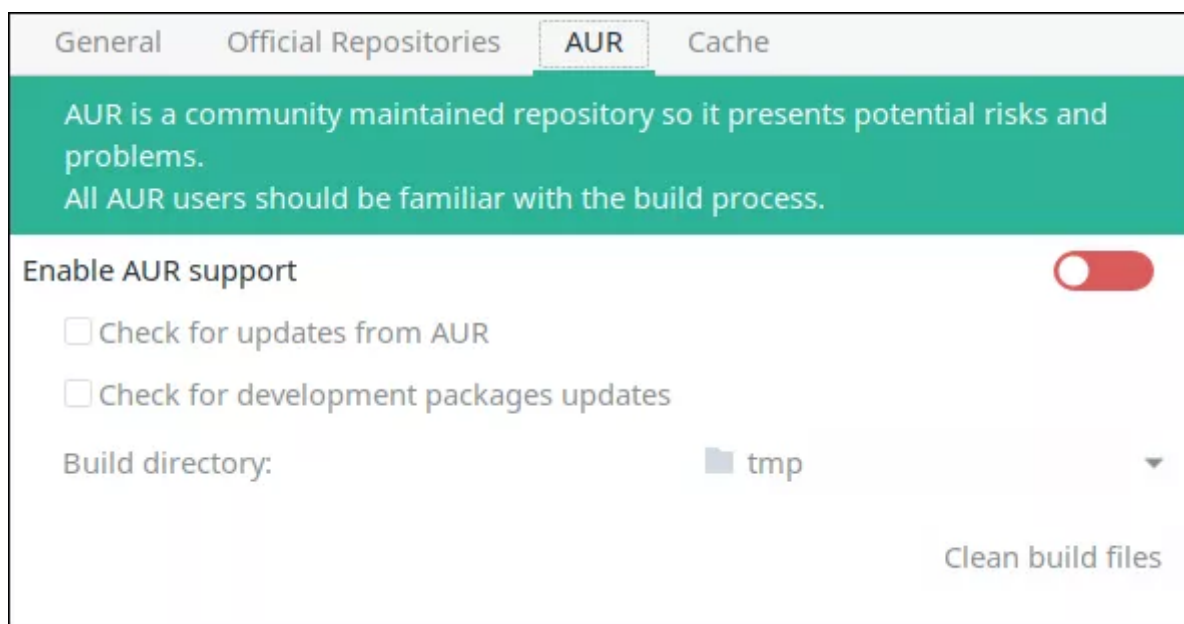 General Official Repositories AUR Cache
AUR is a community maintained repository so it presents potential risks and
problems.
All AUR users should be familiar with the build process.
Enable AUR support
Check for updates from AUR
Check for development packages updates
Build directory: tmp
Clean build files